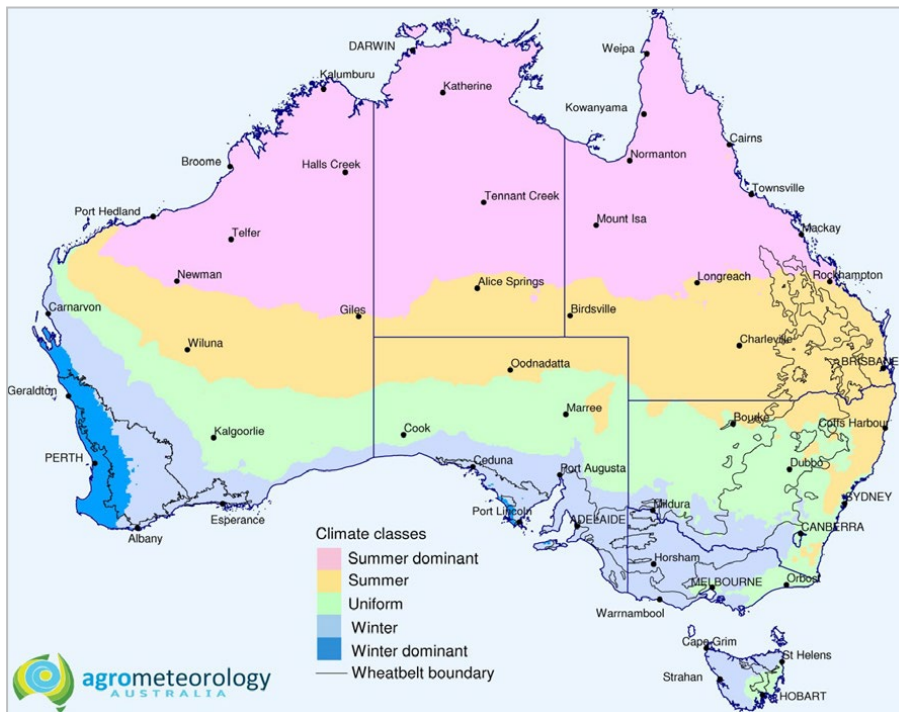 DARWIN
Weipa
Kalumburu
Katherine
Kowanyama
Cairns
Broome
Halls Creek
Normanton
Tennant Creek
Townsville
Port Hedland
Telfer
Mount Isa
Mackay
Newman
Alice Springs
Longreach
Rockhampton
Carnarvon
Giles
Birdsville
Wiluna
Charleville
BRISBANE
Oodnadatta
Geraldton
Marree
Bourke
Coffs Harbour
Kalgoorlie
Cook
PERTH
Ceduna
Port Augusta
Dubbo
SYDNEY
Esperance
Port Lincoln
ADELAIDE
Mildura
CANBERRA
Albany
Climate classes
Summer dominant
Summer
Uniform
Winter
Winter dominant
Wheatbelt boundary
Horsham
MELBOURNE
Orbost
Warrnambool
Cape Grim
St Helens
Strahan
HOBART
agrometeorology
AUSTRALIA